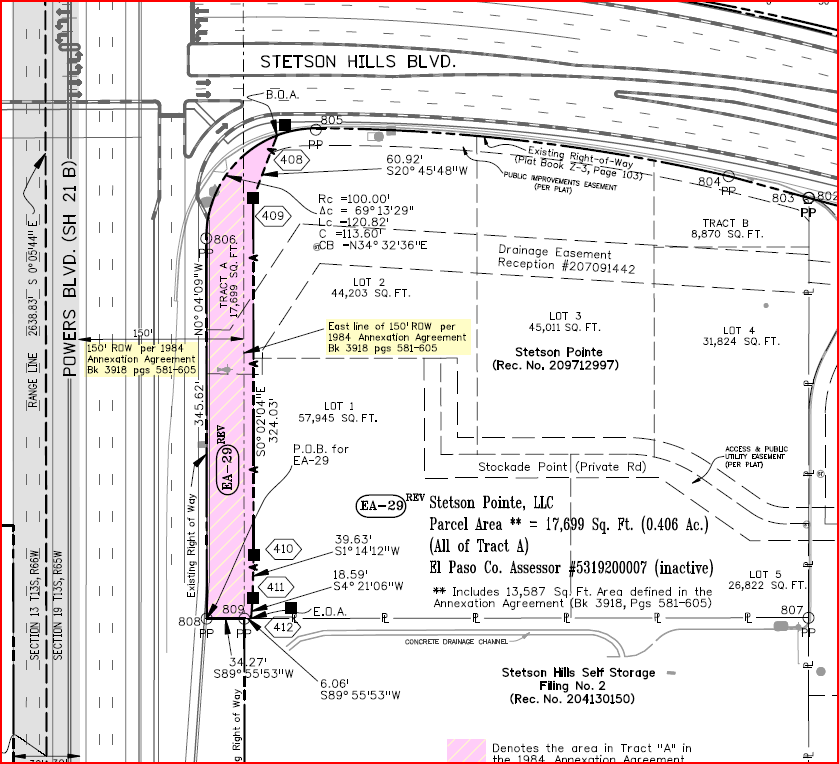 STETSON HILLS BLVD.
B.O.A.
805
PP
408
60.92'
S20°45'48"W
Existing Right-of-Way
(Plat Book Z-3, Page 103)
PUBLIC IMPROVEMENTS EASEMENT
(PER PLAT)
804
PP
803
PP
802
409
Rc =100.00'
Δc = 69°13'29"
Lc -120.82'
C =113.60'
CB -N34°32'36"E
806
PP
TRACT B
8,870 SQ. FT.
Drainage Easement
Reception #207091442
POWERS BLVD. (SH 21 B)
RANGE LINE 2638.83' S 0°05'44" E
N0°04'09"W
345.62'
TRACT A
17,699 SQ. FT.
LOT 2
44,203 SQ. FT.
LOT 3
45,011 SQ. FT.
LOT 4
31,824 SQ. FT.
150'
150' ROW per 1984
Annexation Agreement
Bk 3918 pgs 581-605
East line of 150' ROW per
1984 Annexation Agreement
Bk 3918 pgs 581-605
Stetson Pointe
(Rec. No. 209712997)
LOT 1
57,945 SQ. FT.
S0°02'04"E
324.03'
EA-29 REV
P.O.B. for
EA-29
Existing Right of Way
Stockade Point (Private Rd)
ACCESS & PUBLIC
UTILITY EASEMENT
(PER PLAT)
EA-29 REV
Stetson Pointe, LLC
Parcel Area ** = 17,699 Sq. Ft. (0.406 Ac.)
(All of Tract A)
El Paso Co. Assessor #5319200007 (inactive)
** Includes 13,587 Sq. Ft. Area defined in the
Annexation Agreement (Bk 3918, Pgs 581-605)
LOT 5
26,822 SQ. FT.
SECTION 13 T13S, R66W
SECTION 19 T13S, R65W
410
39.63'
S1°14'12"W
411
18.59'
S4°21'06"W
E.O.A.
412
808
PP
809
PP
807
PP
CONCRETE DRAINAGE CHANNEL
34.27'
S89°55'53"W
6.06'
S89°55'53"W
Stetson Hills Self Storage
Filing No. 2
(Rec. No. 204130150)
Right of Way
Denotes the area in Tract "A" in
the 1984 Annexation Agreement